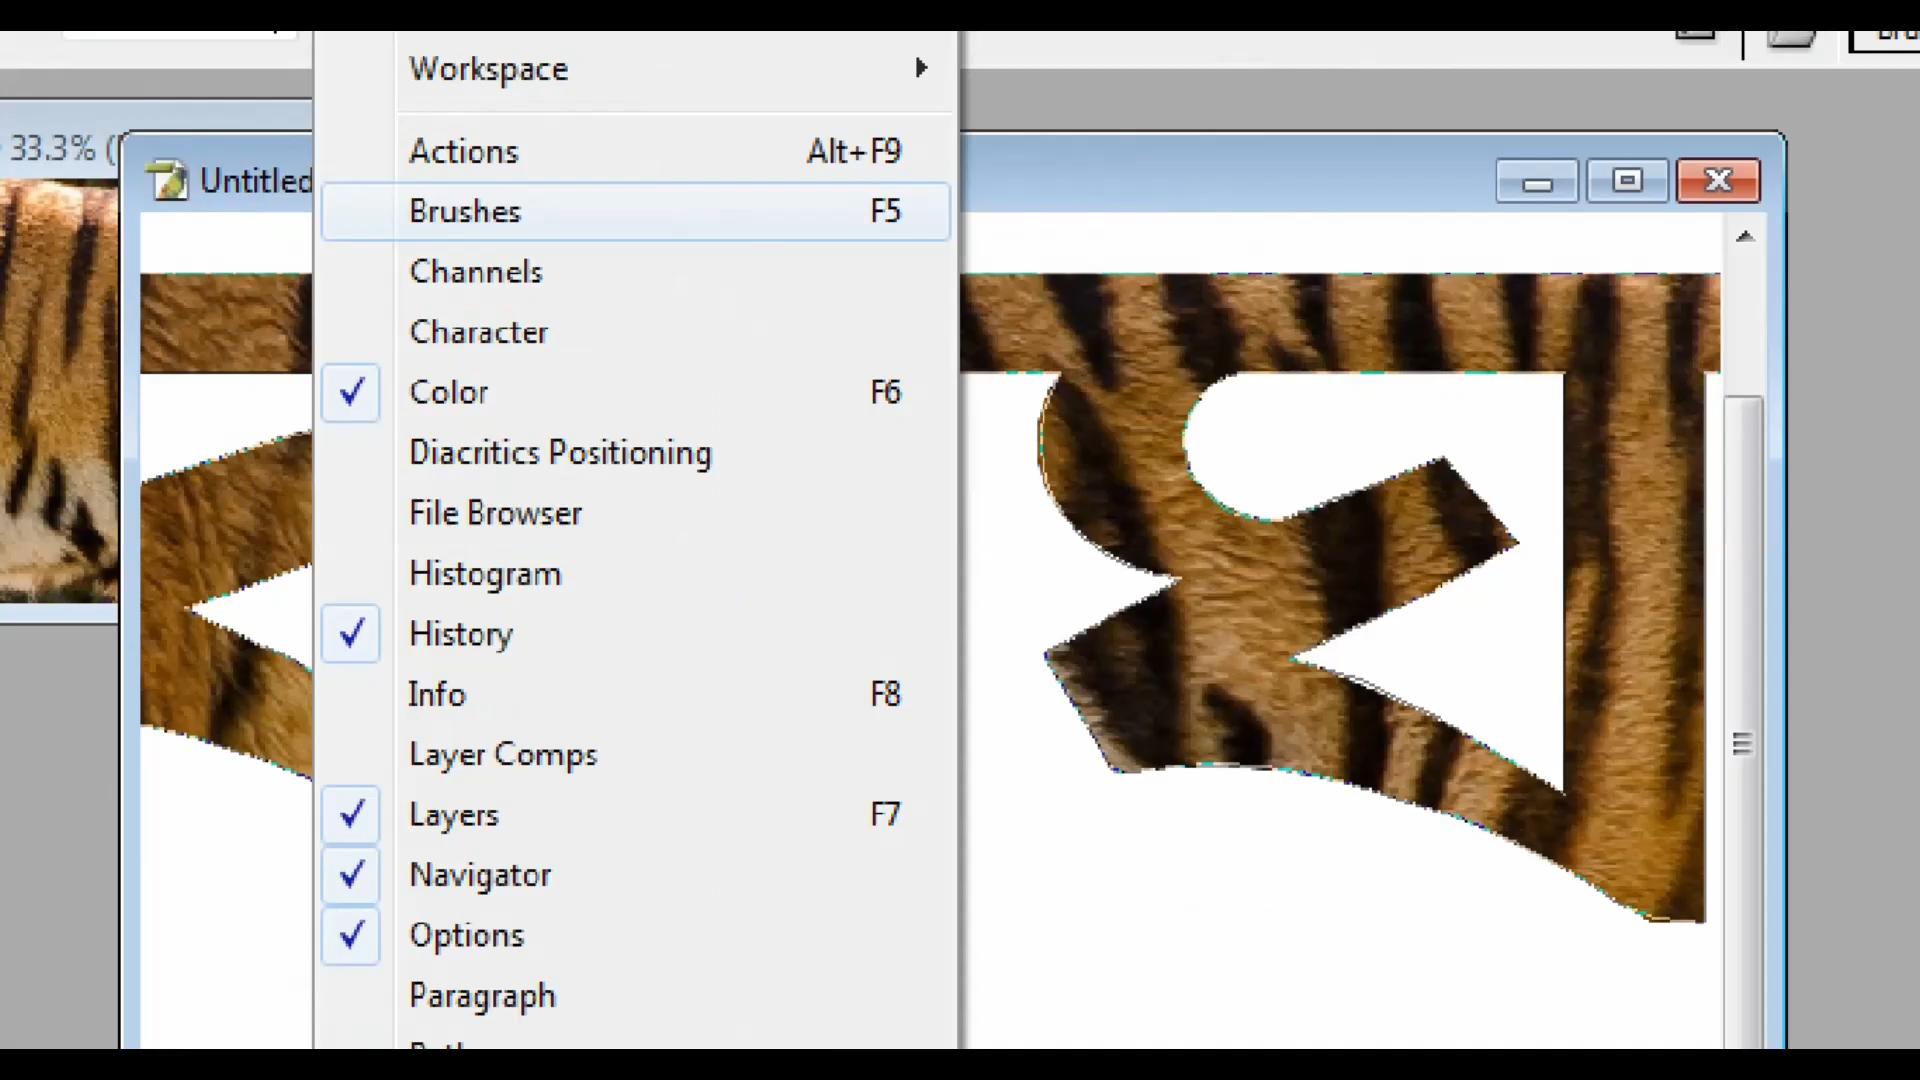 Workspace
33.3% (
Untitled
Actions Alt+F9
Brushes F5
Channels
Character
Color F6
Diacritics Positioning
File Browser
Histogram
History
Info F8
Layer Comps
Layers F7
Navigator
Options
Paragraph